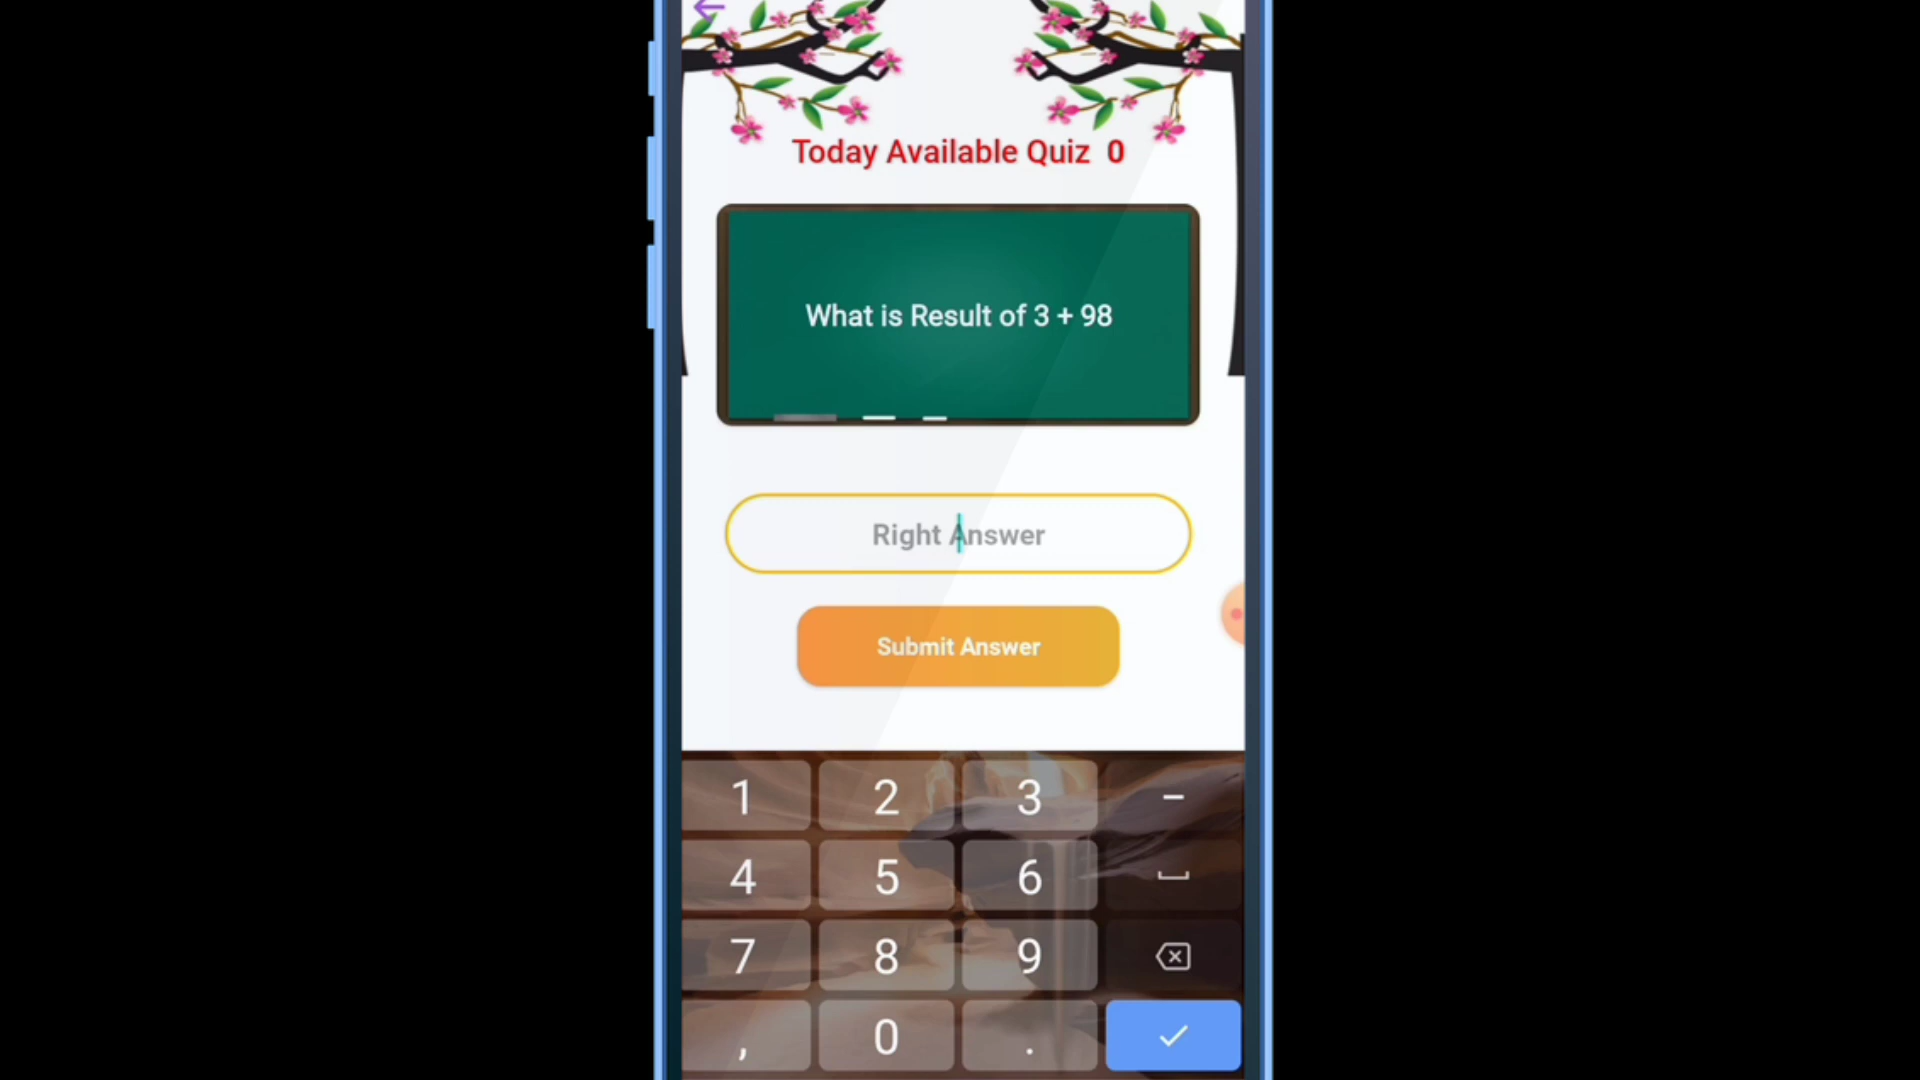 Today Available Quiz 0
What is Result of 3 + 98
Right Answer
Submit Answer
1 2 3 -
4 5 6
7 8 9
, 0 .